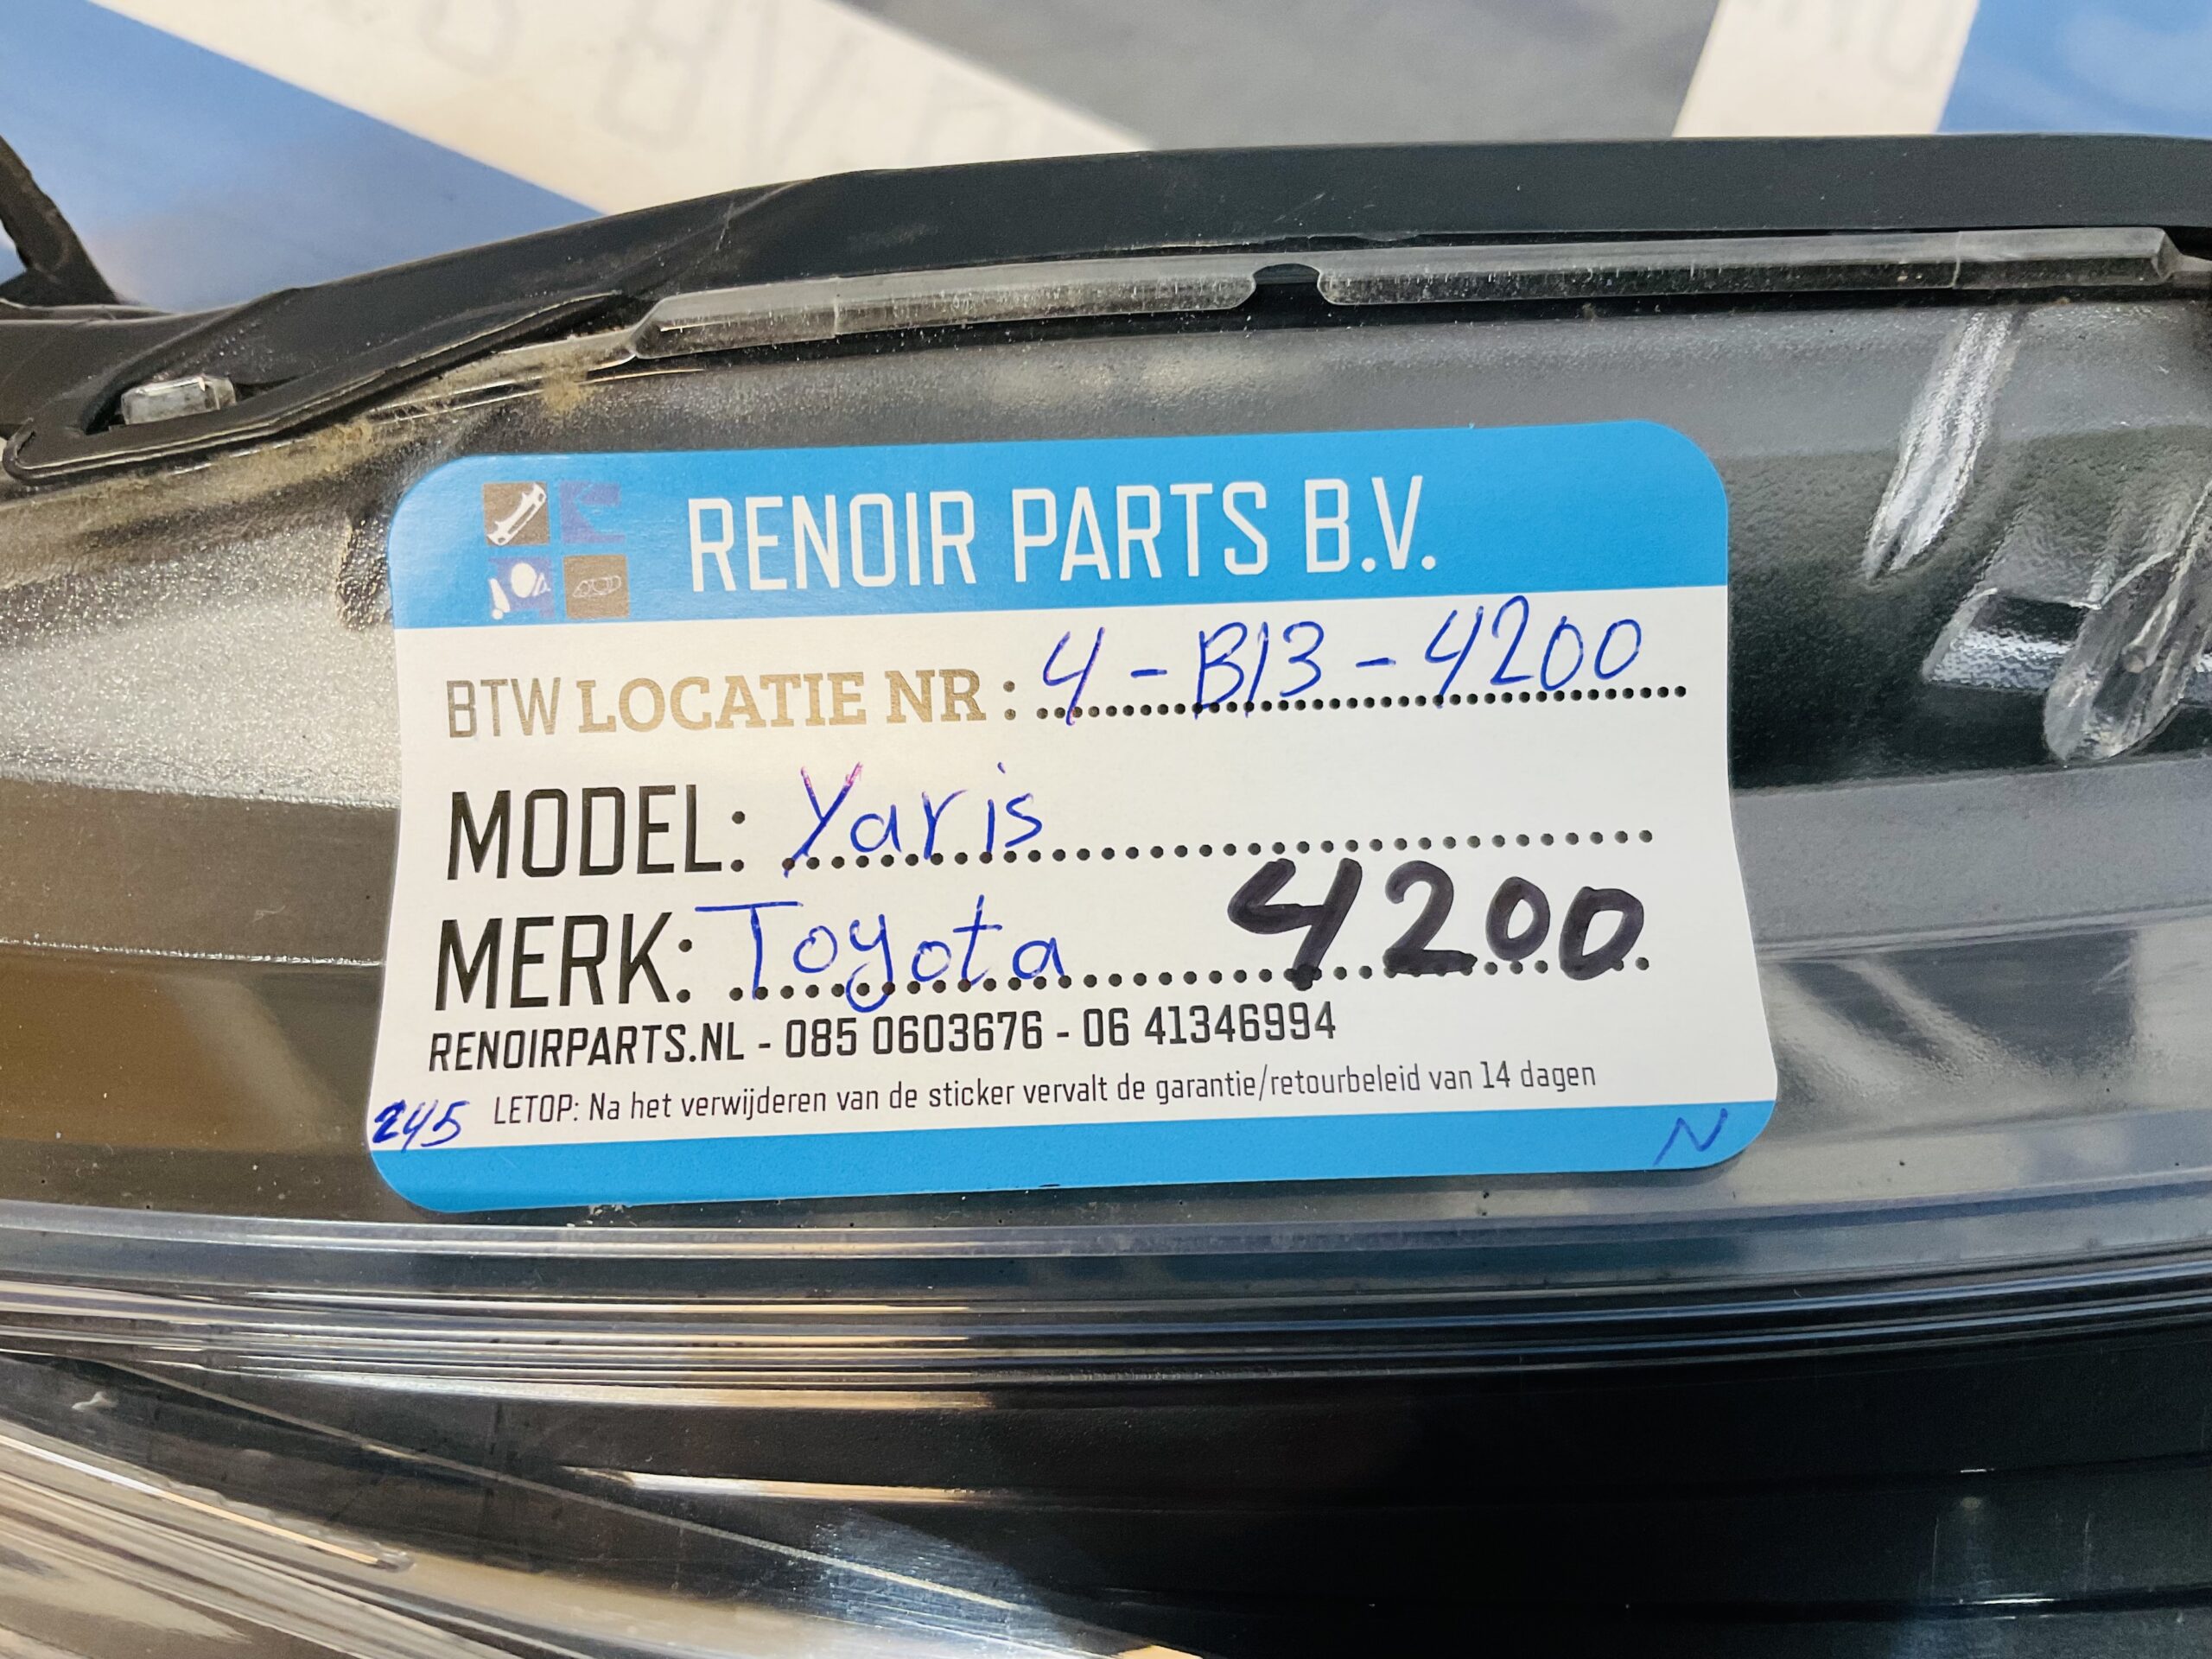 RENOIR PARTS B.V.
BTW LOCATIE NR : 4-B13-4200
MODEL: Yaris
MERK: Toyota 4200
RENOIRPARTS.NL - 085 0603676 - 06 41346994
245 LETOP: Na het verwijderen van de sticker vervalt de garantie/retourbeleid van 14 dagen
N